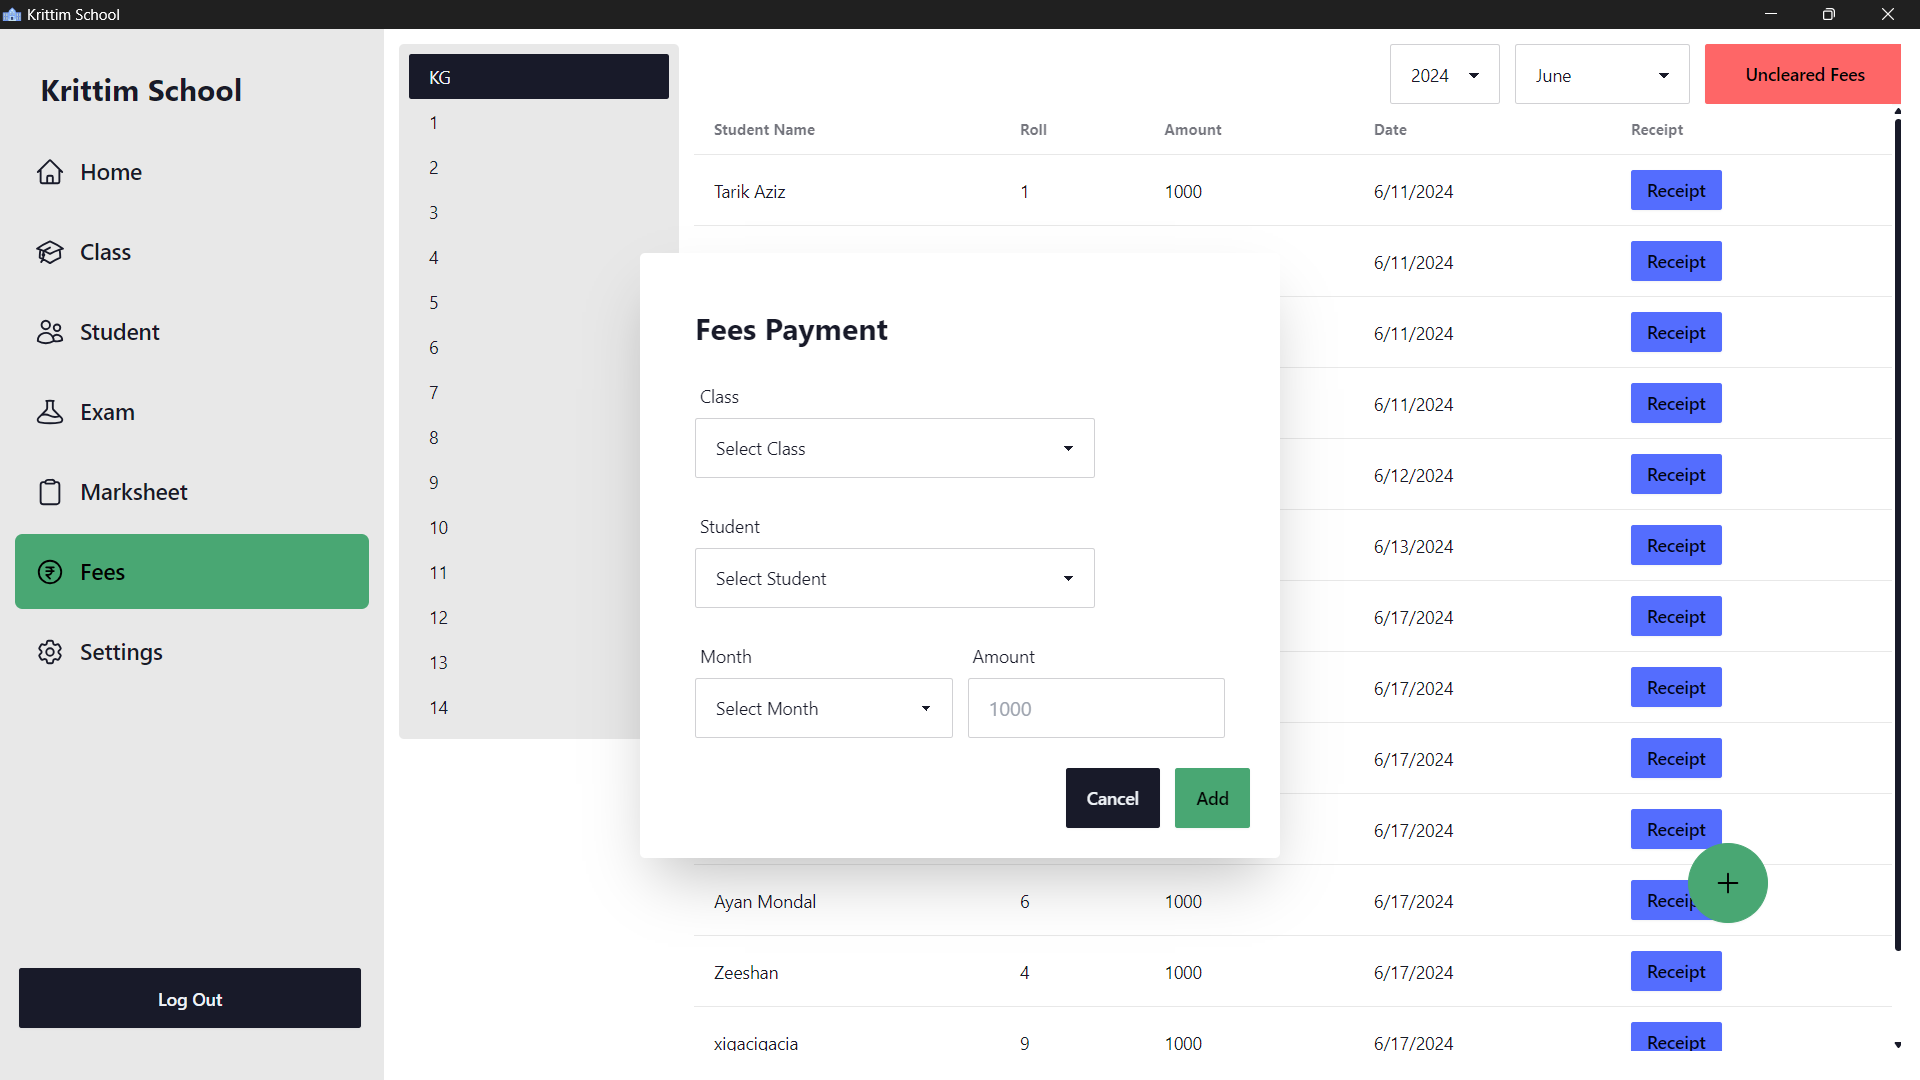 Krittim School
Krittim School
Home
Class
Student
Exam
Marksheet
Fees
Settings
Log Out
KG
1
2
3
4
5
6
7
8
9
10
11
12
13
14
2024
June
Uncleared Fees
Student Name Roll Amount Date Receipt
Tarik Aziz 1 1000 6/11/2024 Receipt
6/11/2024 Receipt
6/11/2024 Receipt
6/11/2024 Receipt
6/12/2024 Receipt
6/13/2024 Receipt
6/17/2024 Receipt
6/17/2024 Receipt
6/17/2024 Receipt
6/17/2024 Receipt
Ayan Mondal 6 1000 6/17/2024 Receip
Zeeshan 4 1000 6/17/2024 Receipt
xigacigacia 9 1000 6/17/2024 Receipt
Fees Payment
Class
Select Class
Student
Select Student
Month Amount
Select Month 1000
Cancel Add
+